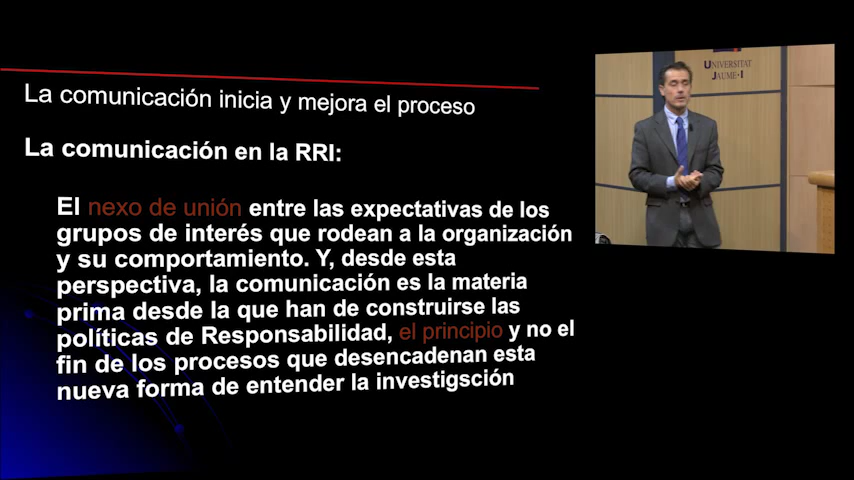 La comunicación inicia y mejora el proceso
La comunicación en la RRI:
El nexo de unión entre las expectativas de los
grupos de interés que rodean a la organización
y su comportamiento. Y, desde esta
perspectiva, la comunicación es la materia
prima desde la que han de construirse las
políticas de Responsabilidad, el principio y no el
fin de los procesos que desencadenan esta
nueva forma de entender la investigsción
UNIVERSITAT
JAUME·I